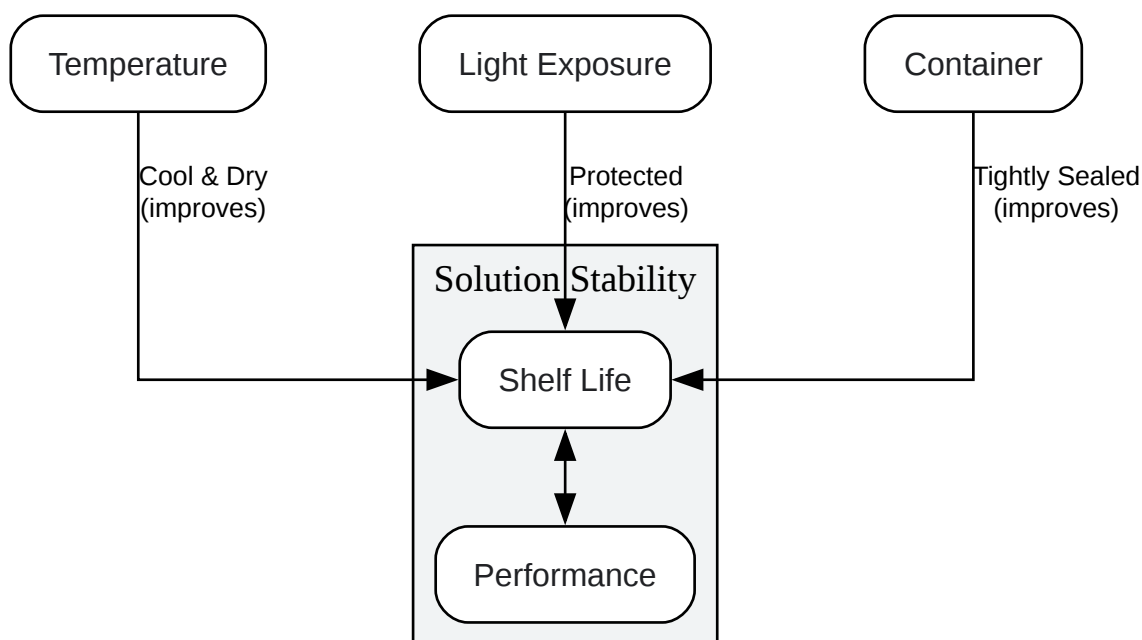 Temperature
Light Exposure
Container
Cool & Dry
(improves)
Protected
(improves)
Tightly Sealed
(improves)
Solution Stability
Shelf Life
Performance